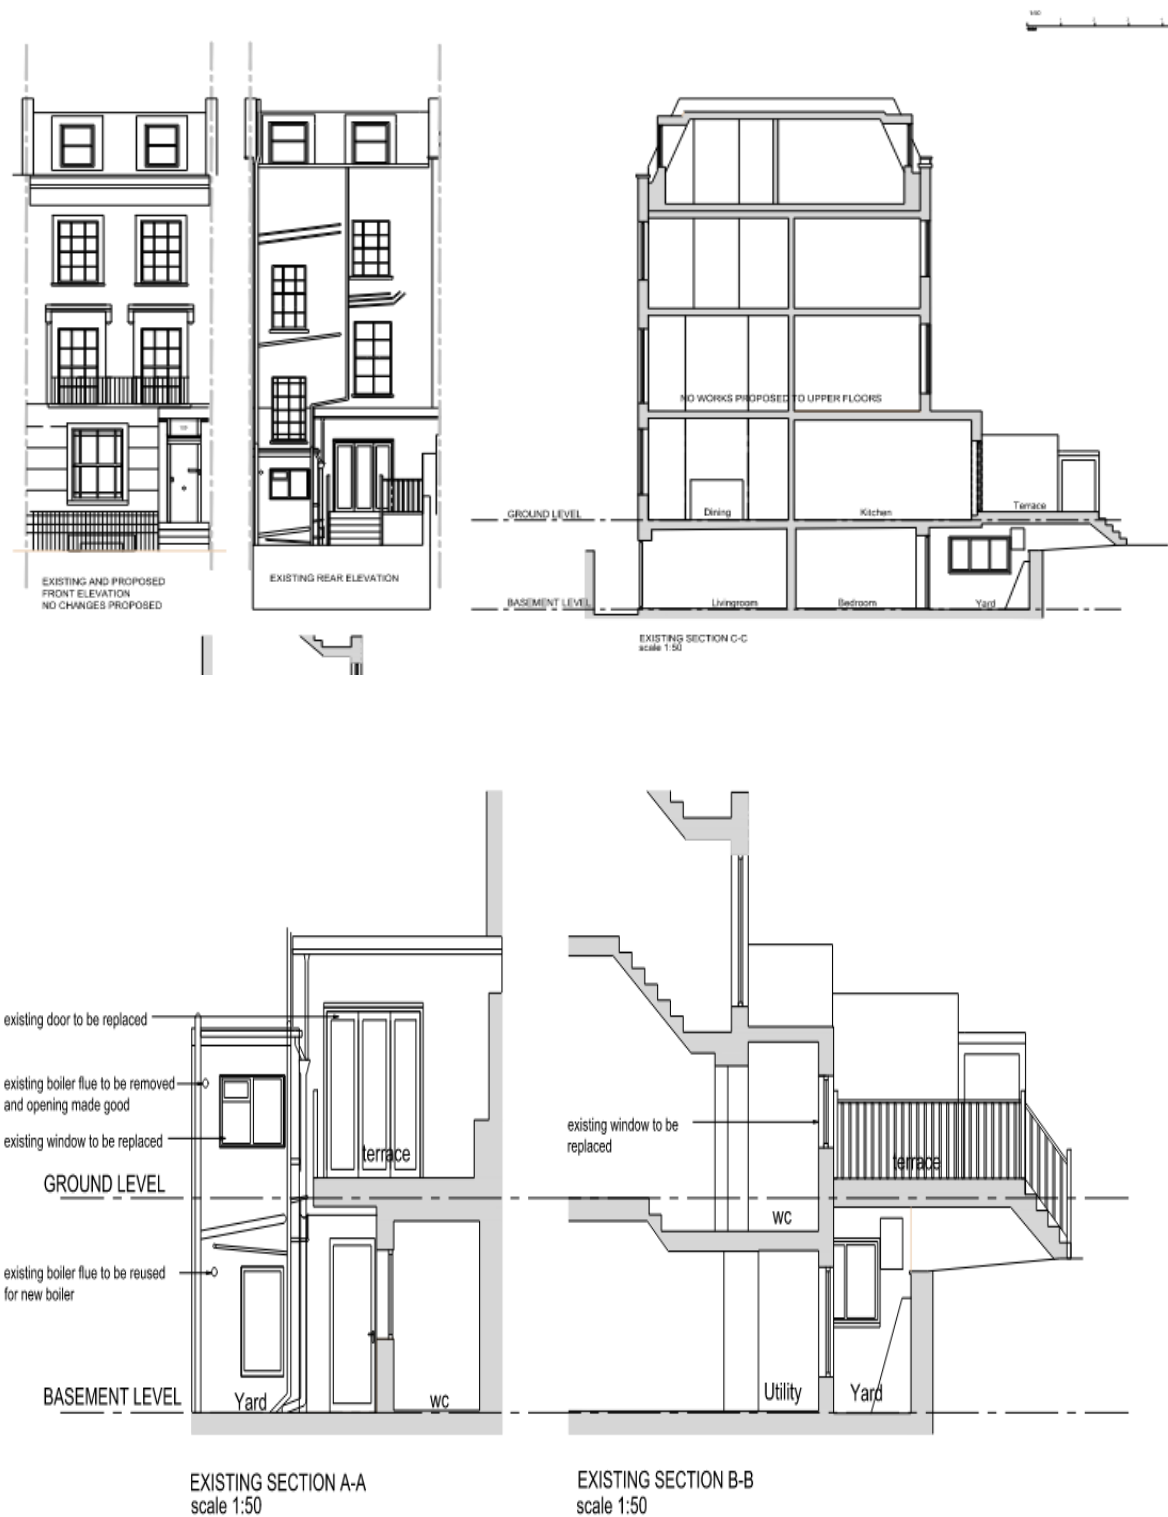 1:50
EXISTING AND PROPOSED
FRONT ELEVATION
NO CHANGES PROPOSED
EXISTING REAR ELEVATION
NO WORKS PROPOSED TO UPPER FLOORS
Dining
Kitchen
Terrace
GROUND LEVEL
BASEMENT LEVEL
Livingroom
Bedroom
Yard
EXISTING SECTION C-C
scale 1:50
existing door to be replaced
existing boiler flue to be removed
and opening made good
existing window to be replaced
terrace
GROUND LEVEL
existing boiler flue to be reused
for new boiler
BASEMENT LEVEL
Yard
wc
EXISTING SECTION A-A
scale 1:50
existing window to be
replaced
terrace
wc
Utility
Yard
EXISTING SECTION B-B
scale 1:50